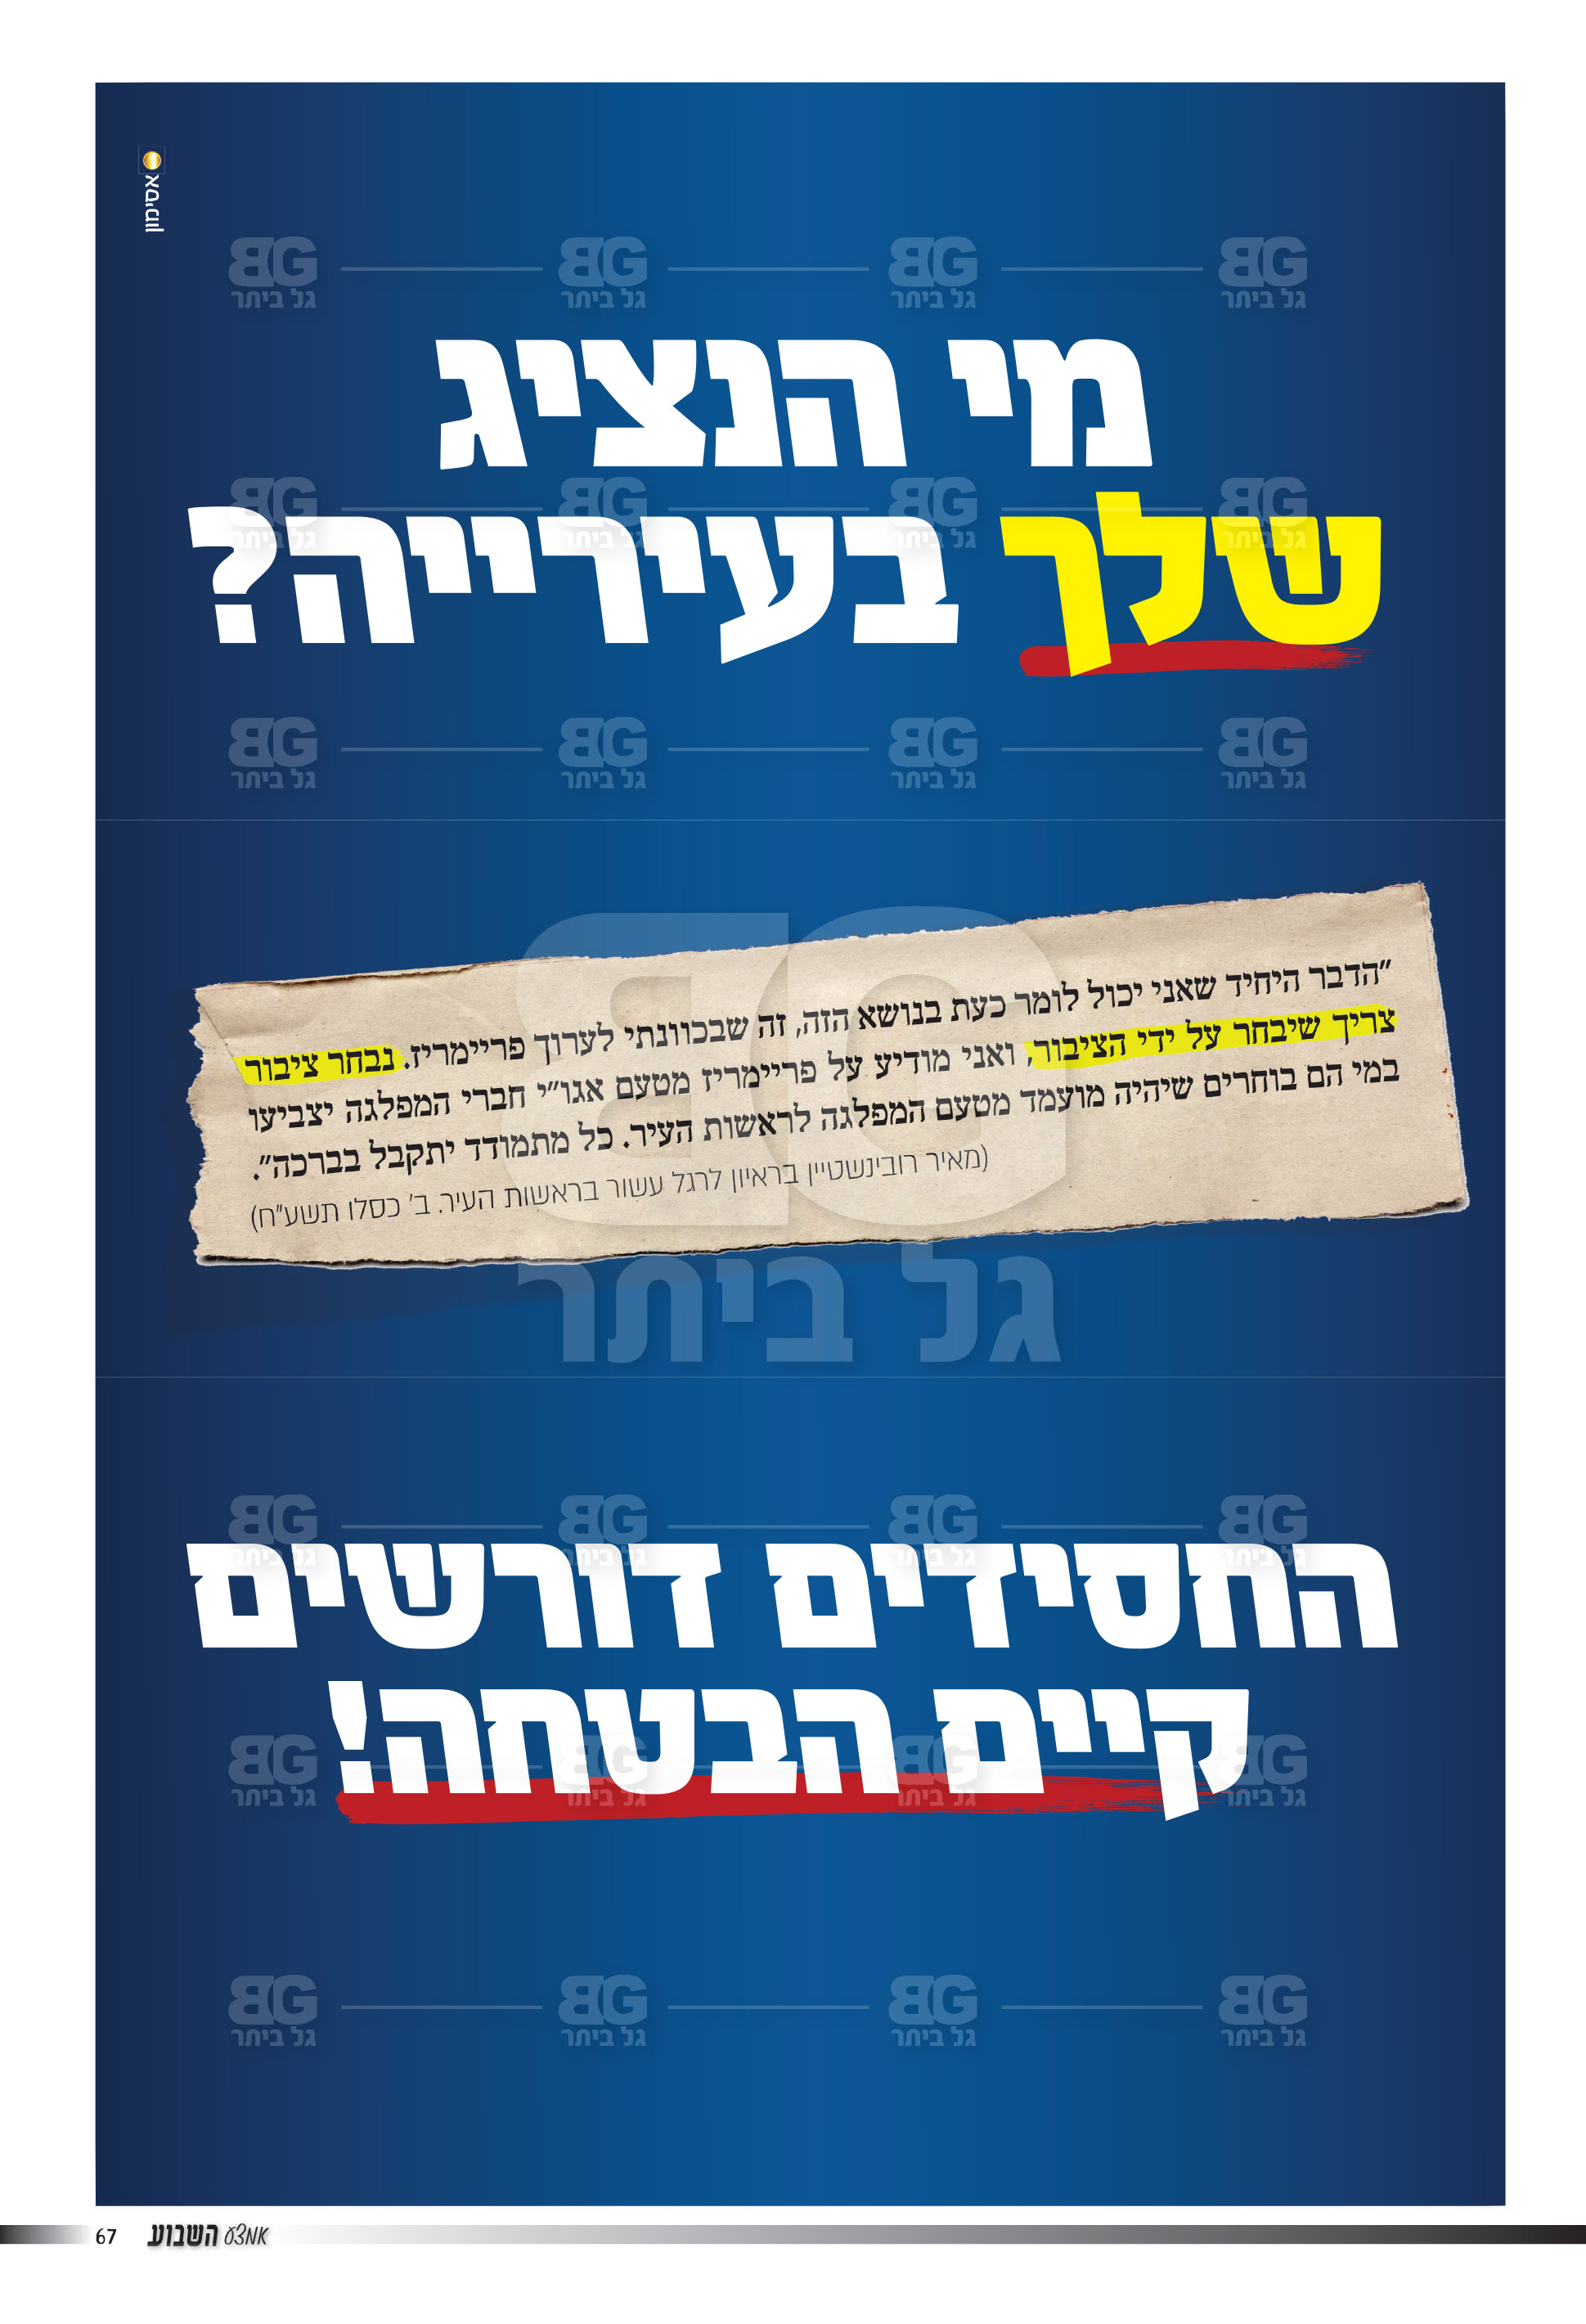 אסימון
מי הנציג
שלך בעירייה?
"הדבר היחיד שאני יכול לומר כעת בנושא הזה, זה שבכוונתי לערוך פריימריז. נבחר ציבור
צריך שיבחר על ידי הציבור, ואני מודיע על פריימריז מטעם אגו"י חברי המפלגה יצביעו
במי הם בוחרים שיהיה מועמד מטעם המפלגה לראשות העיר. כל מתמודד יתקבל בברכה".
(מאיר רובינשטיין בראיון לרגל עשור בראשות העיר. ב' כסלו תשע"ח)
BG
גל ביתר
החסידים דורשים
קיים הבטחה!
67 אמצע השבוע